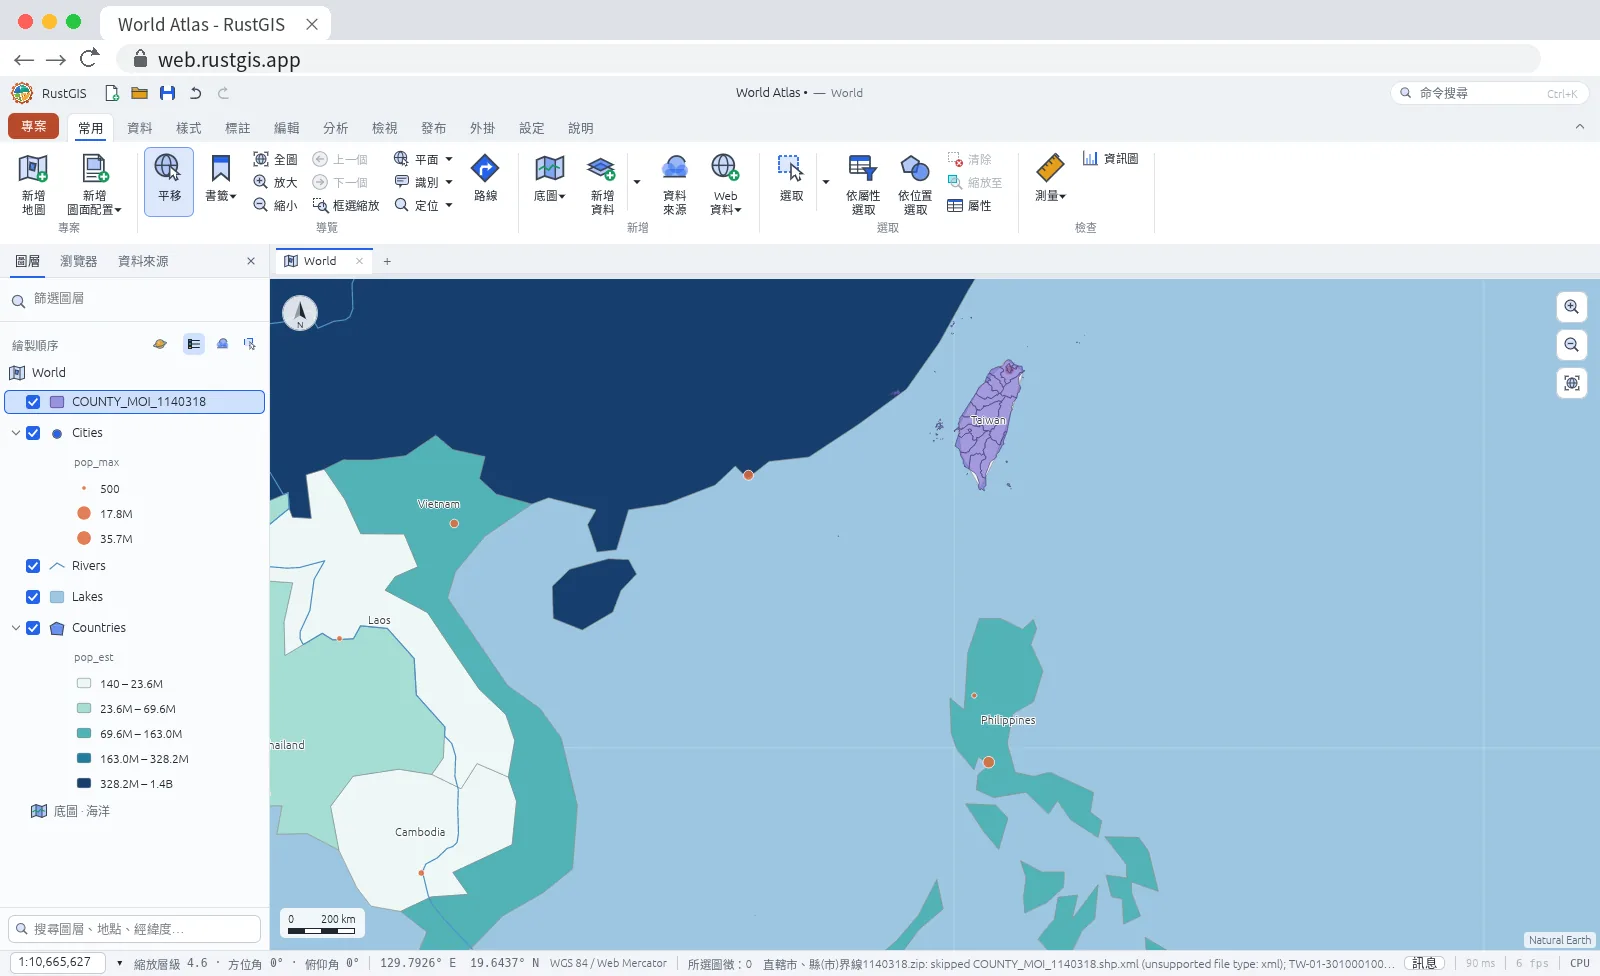 World Atlas - RustGIS
web.rustgis.app
RustGIS
World Atlas • — World
命令搜尋 Ctrl+K
專案 常用 資料 樣式 標註 編輯 分析 檢視 發布 外掛 設定 說明
新增地圖
新增圖面配置
專案
平移
書籤
全圖
放大
縮小
上一個
下一個
框選縮放
平面
識別
定位
路線
導覽
底圖
新增資料
資料來源
Web 資料
新增
選取
依屬性選取
依位置選取
清除
縮放至
屬性
選取
測量
資訊圖
檢查
圖層 瀏覽器 資料來源
World
篩選圖層
繪製順序
World
COUNTY_MOI_1140318
Cities
pop_max
500
17.8M
35.7M
Rivers
Lakes
Countries
pop_est
140 – 23.6M
23.6M – 69.6M
69.6M – 163.0M
163.0M – 328.2M
328.2M – 1.4B
底圖 · 海洋
搜尋圖層、地點、經緯度…
N
Taiwan
Vietnam
Laos
Philippines
hailand
Cambodia
0 200 km
Natural Earth
1:10,665,627 縮放層級 4.6 · 方位角 0° · 俯仰角 0° 129.7926° E 19.6437° N WGS 84 / Web Mercator 所選圖徵：0 直轄市、縣(市)界線1140318.zip: skipped COUNTY_MOI_1140318.shp.xml (unsupported file type: xml); TW-01-301000100… 訊息 90 ms 6 fps CPU